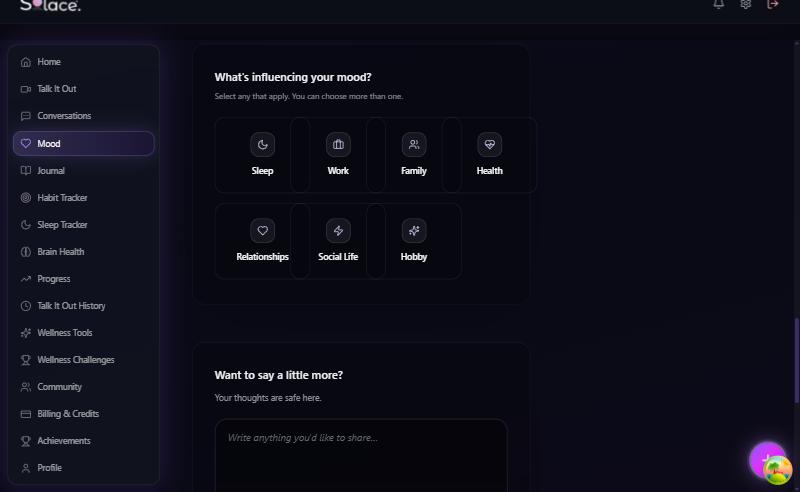 Solace.
Home
Talk It Out
Conversations
Mood
Journal
Habit Tracker
Sleep Tracker
Brain Health
Progress
Talk It Out History
Wellness Tools
Wellness Challenges
Community
Billing & Credits
Achievements
Profile
What's influencing your mood?
Select any that apply. You can choose more than one.
Sleep Work Family Health
Relationships Social Life Hobby
Want to say a little more?
Your thoughts are safe here.
Write anything you'd like to share...